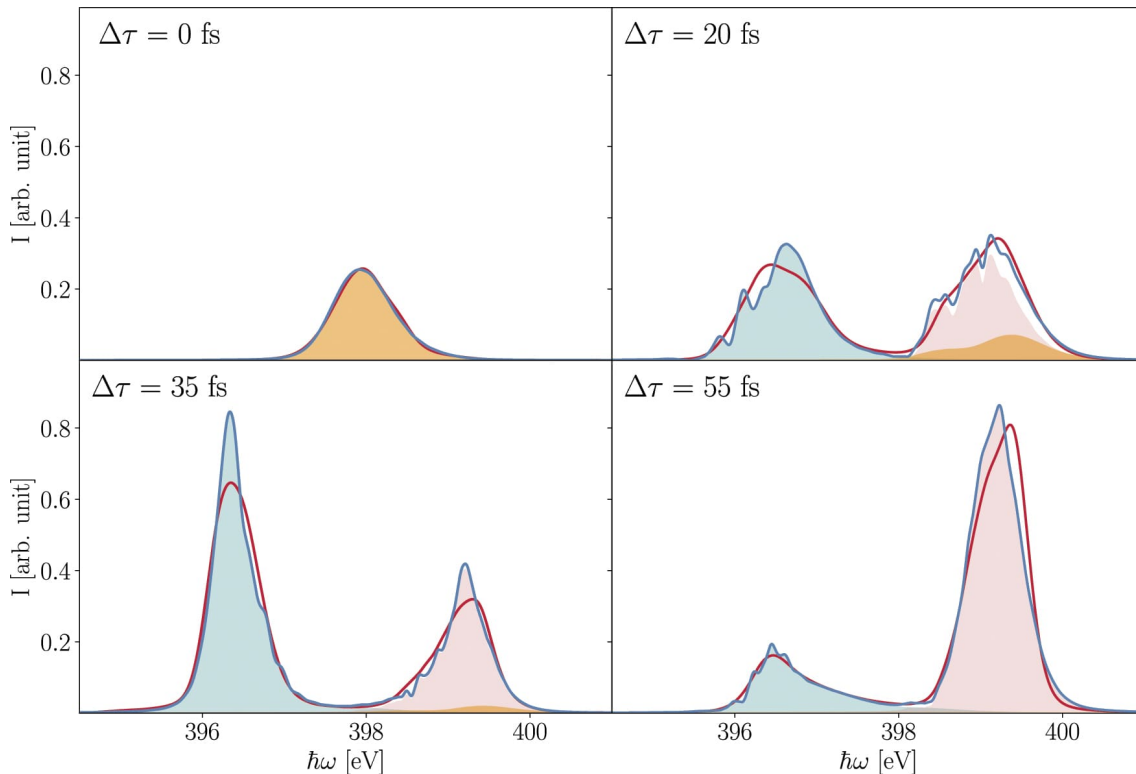 Δτ = 0 fs
Δτ = 20 fs
0.8
0.6
0.4
0.2
I [arb. unit]
Δτ = 35 fs
Δτ = 55 fs
0.8
0.6
0.4
0.2
I [arb. unit]
396 398 400
396 398 400
ℏω [eV]
ℏω [eV]